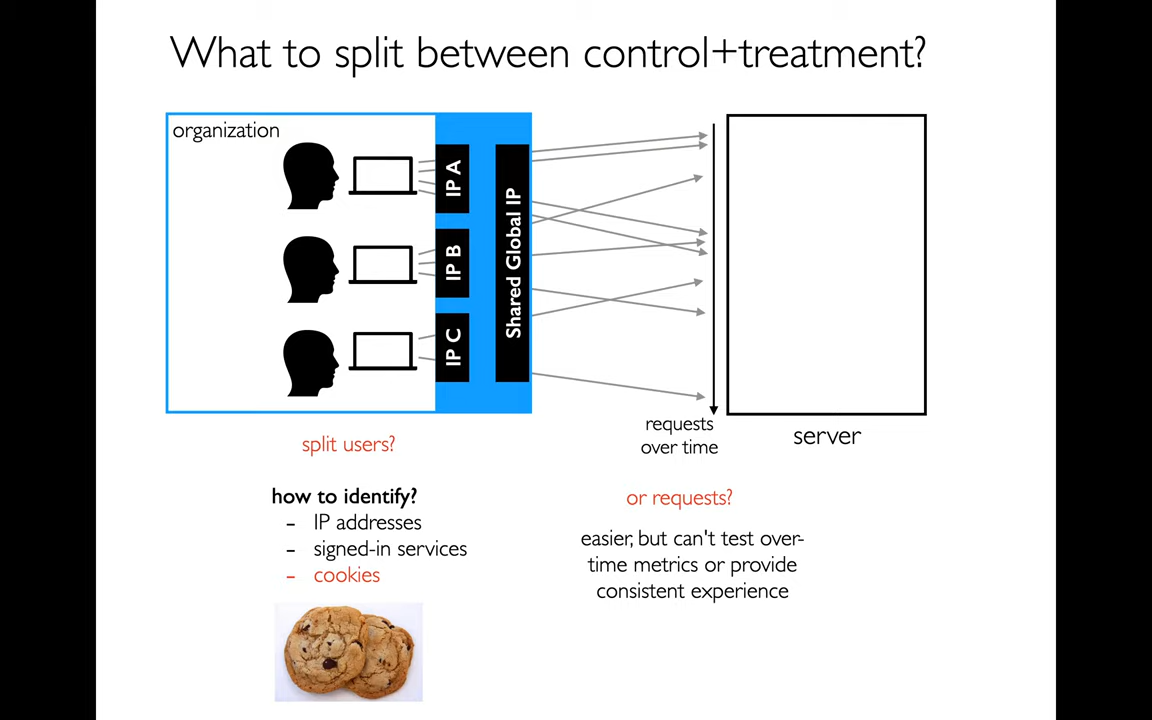 What to split between control+treatment?
organization
IP A
IP B
IP C
Shared Global IP
requests
over time
server
split users?
how to identify?
- IP addresses
- signed-in services
- cookies
or requests?
easier, but can't test over-
time metrics or provide
consistent experience